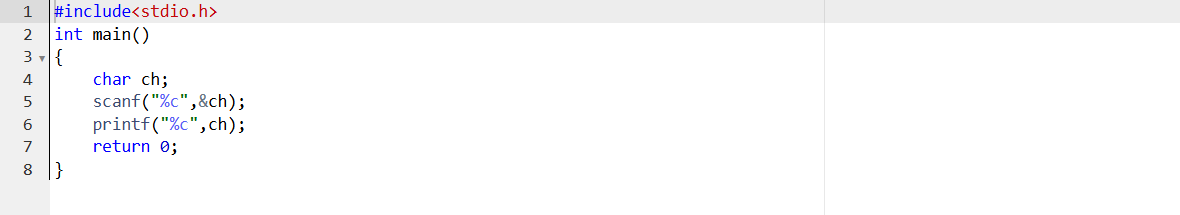 1 #include<stdio.h>
2 int main()
3 {
4 char ch;
5 scanf("%c",&ch);
6 printf("%c",ch);
7 return 0;
8 }